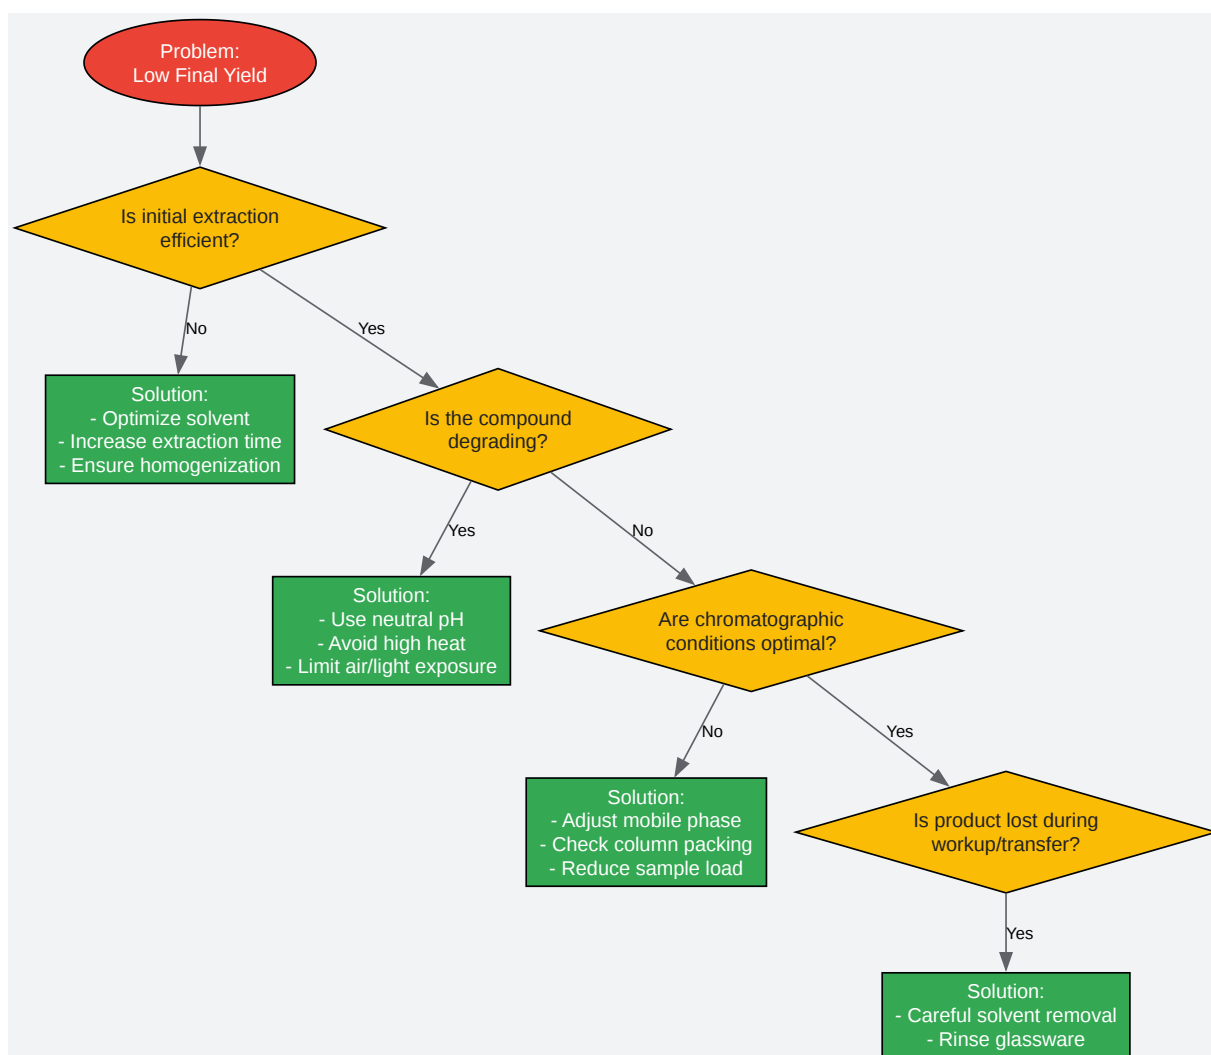 Problem:
Low Final Yield
Is initial extraction
efficient?
No
Yes
Solution:
- Optimize solvent
- Increase extraction time
- Ensure homogenization
Is the compound
degrading?
Yes
No
Solution:
- Use neutral pH
- Avoid high heat
- Limit air/light exposure
Are chromatographic
conditions optimal?
No
Yes
Solution:
- Adjust mobile phase
- Check column packing
- Reduce sample load
Is product lost during
workup/transfer?
Yes
Solution:
- Careful solvent removal
- Rinse glassware